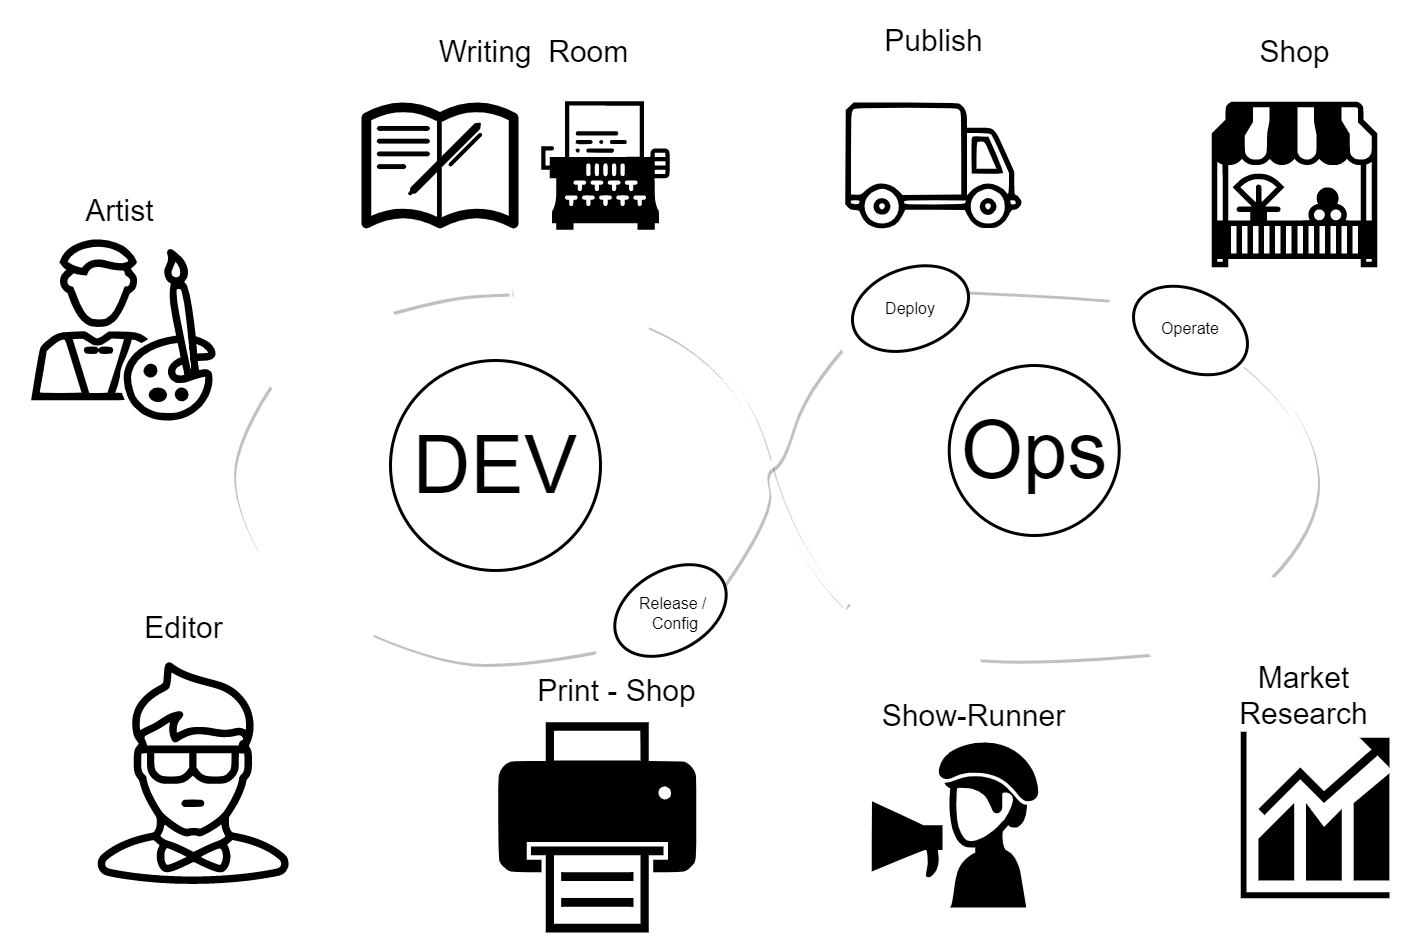 Writing Room
Publish
Shop
Artist
Deploy
Operate
DEV
Ops
Release /
Config
Editor
Print - Shop
Show-Runner
Market
Research